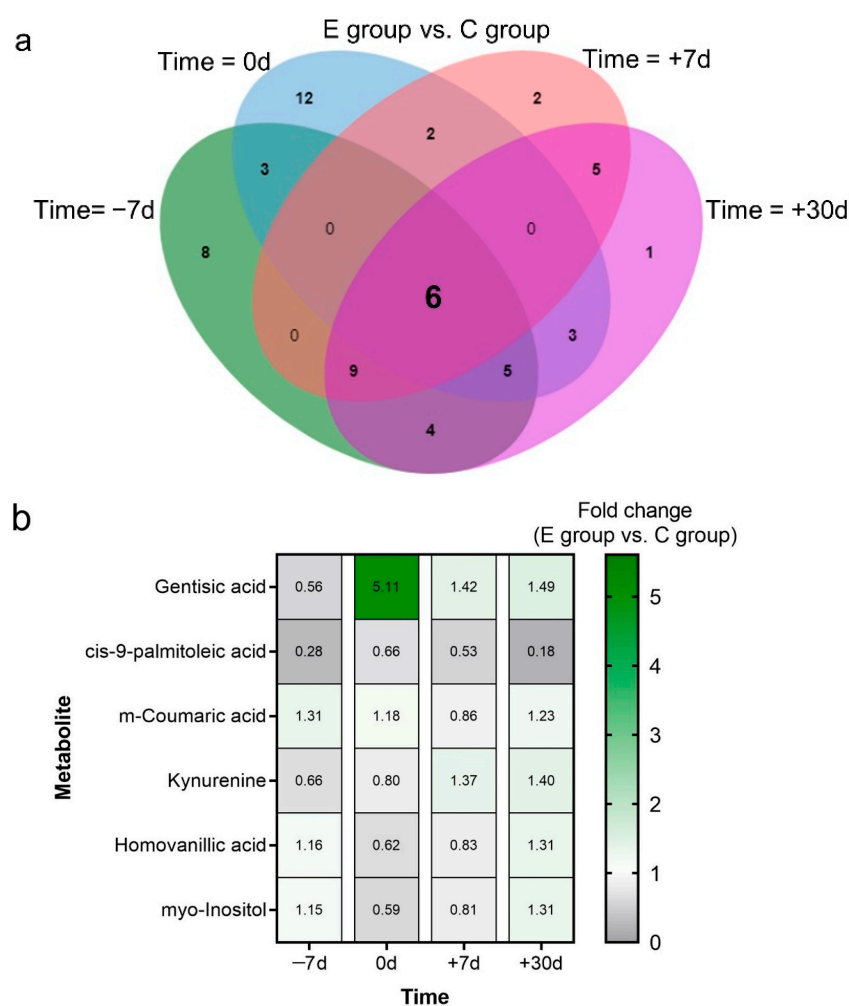 a
E group vs. C group
Time = 0d
Time = +7d
12
2
2
3
5
Time= −7d
Time = +30d
0
0
8
1
6
0
3
9
5
4
b
Fold change
(E group vs. C group)
Gentisic acid
0.56
5.11
1.42
1.49
5
cis-9-palmitoleic acid
0.28
0.66
0.53
0.18
4
m-Coumaric acid
1.31
1.18
0.86
1.23
3
Metabolite
Kynurenine
0.66
0.80
1.37
1.40
2
Homovanillic acid
1.16
0.62
0.83
1.31
1
myo-Inositol
1.15
0.59
0.81
1.31
0
−7d
0d
+7d
+30d
Time